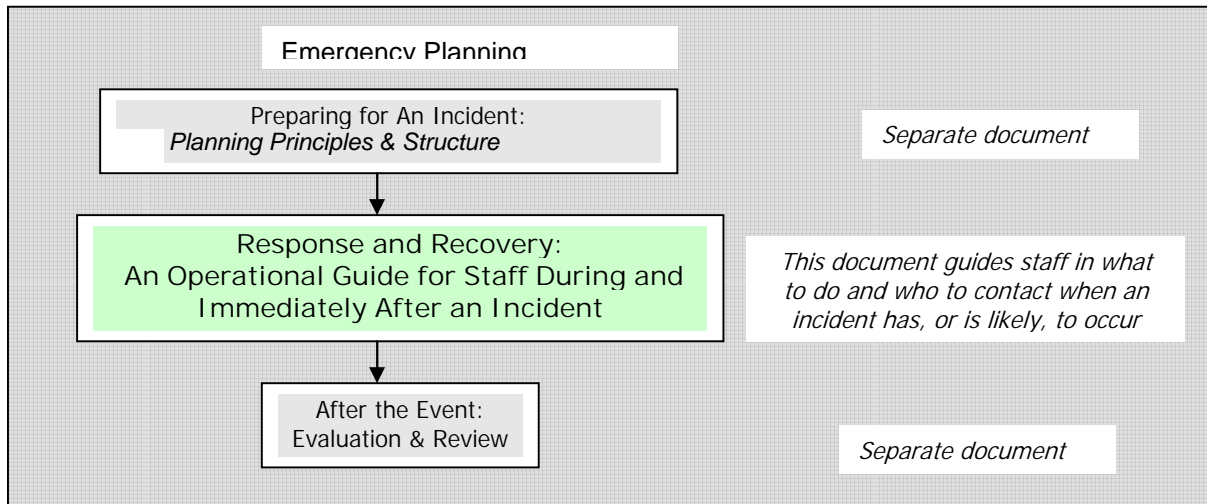 Emergency Planning
Preparing for An Incident:
Planning Principles & Structure
Separate document
Response and Recovery:
An Operational Guide for Staff During and
Immediately After an Incident
This document guides staff in what
to do and who to contact when an
incident has, or is likely, to occur
After the Event:
Evaluation & Review
Separate document